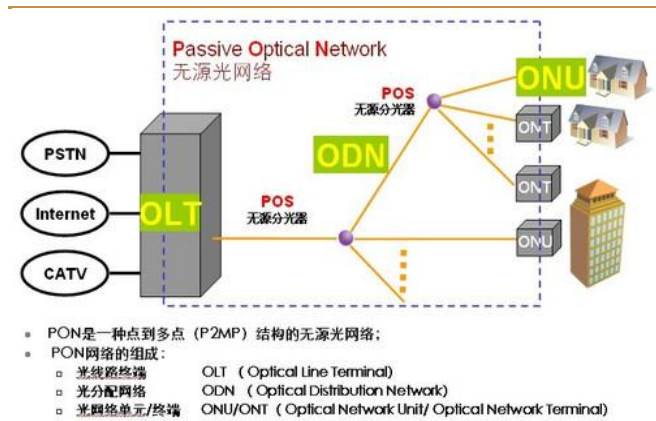 Passive Optical Network
无源光网络
ONU
POS
无源分光器
ONT
PSTN
ODN
ONT
Internet
OLT
POS
无源分光器
ONU
CATV
PON是一种点到多点（P2MP）结构的无源光网络；
PON网络的组成：
光线路终端 OLT （ Optical Line Terminal)
光分配网络 ODN （ Optical Distribution Network)
光网络单元/终端 ONU/ONT ( Optical Network Unit/ Optical Network Terminal)